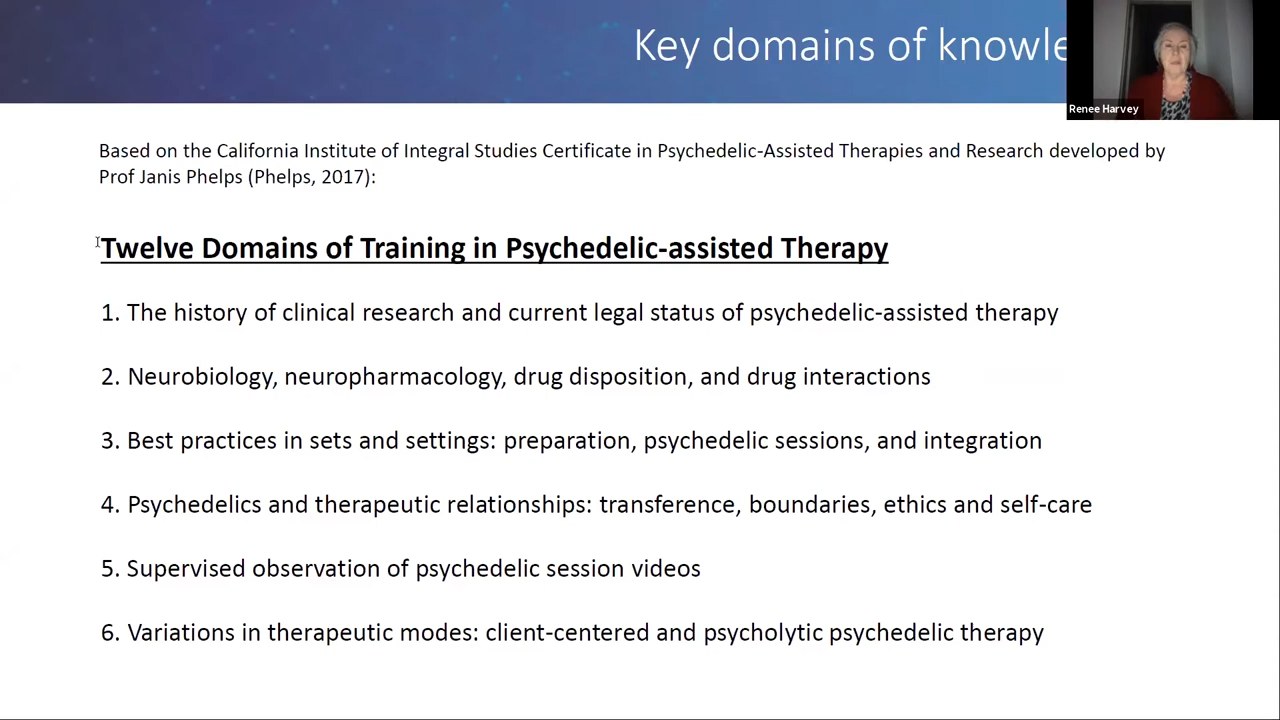 Key domains of knowle
Renee Harvey
Based on the California Institute of Integral Studies Certificate in Psychedelic-Assisted Therapies and Research developed by
Prof Janis Phelps (Phelps, 2017):
Twelve Domains of Training in Psychedelic-assisted Therapy
1. The history of clinical research and current legal status of psychedelic-assisted therapy
2. Neurobiology, neuropharmacology, drug disposition, and drug interactions
3. Best practices in sets and settings: preparation, psychedelic sessions, and integration
4. Psychedelics and therapeutic relationships: transference, boundaries, ethics and self-care
5. Supervised observation of psychedelic session videos
6. Variations in therapeutic modes: client-centered and psycholytic psychedelic therapy